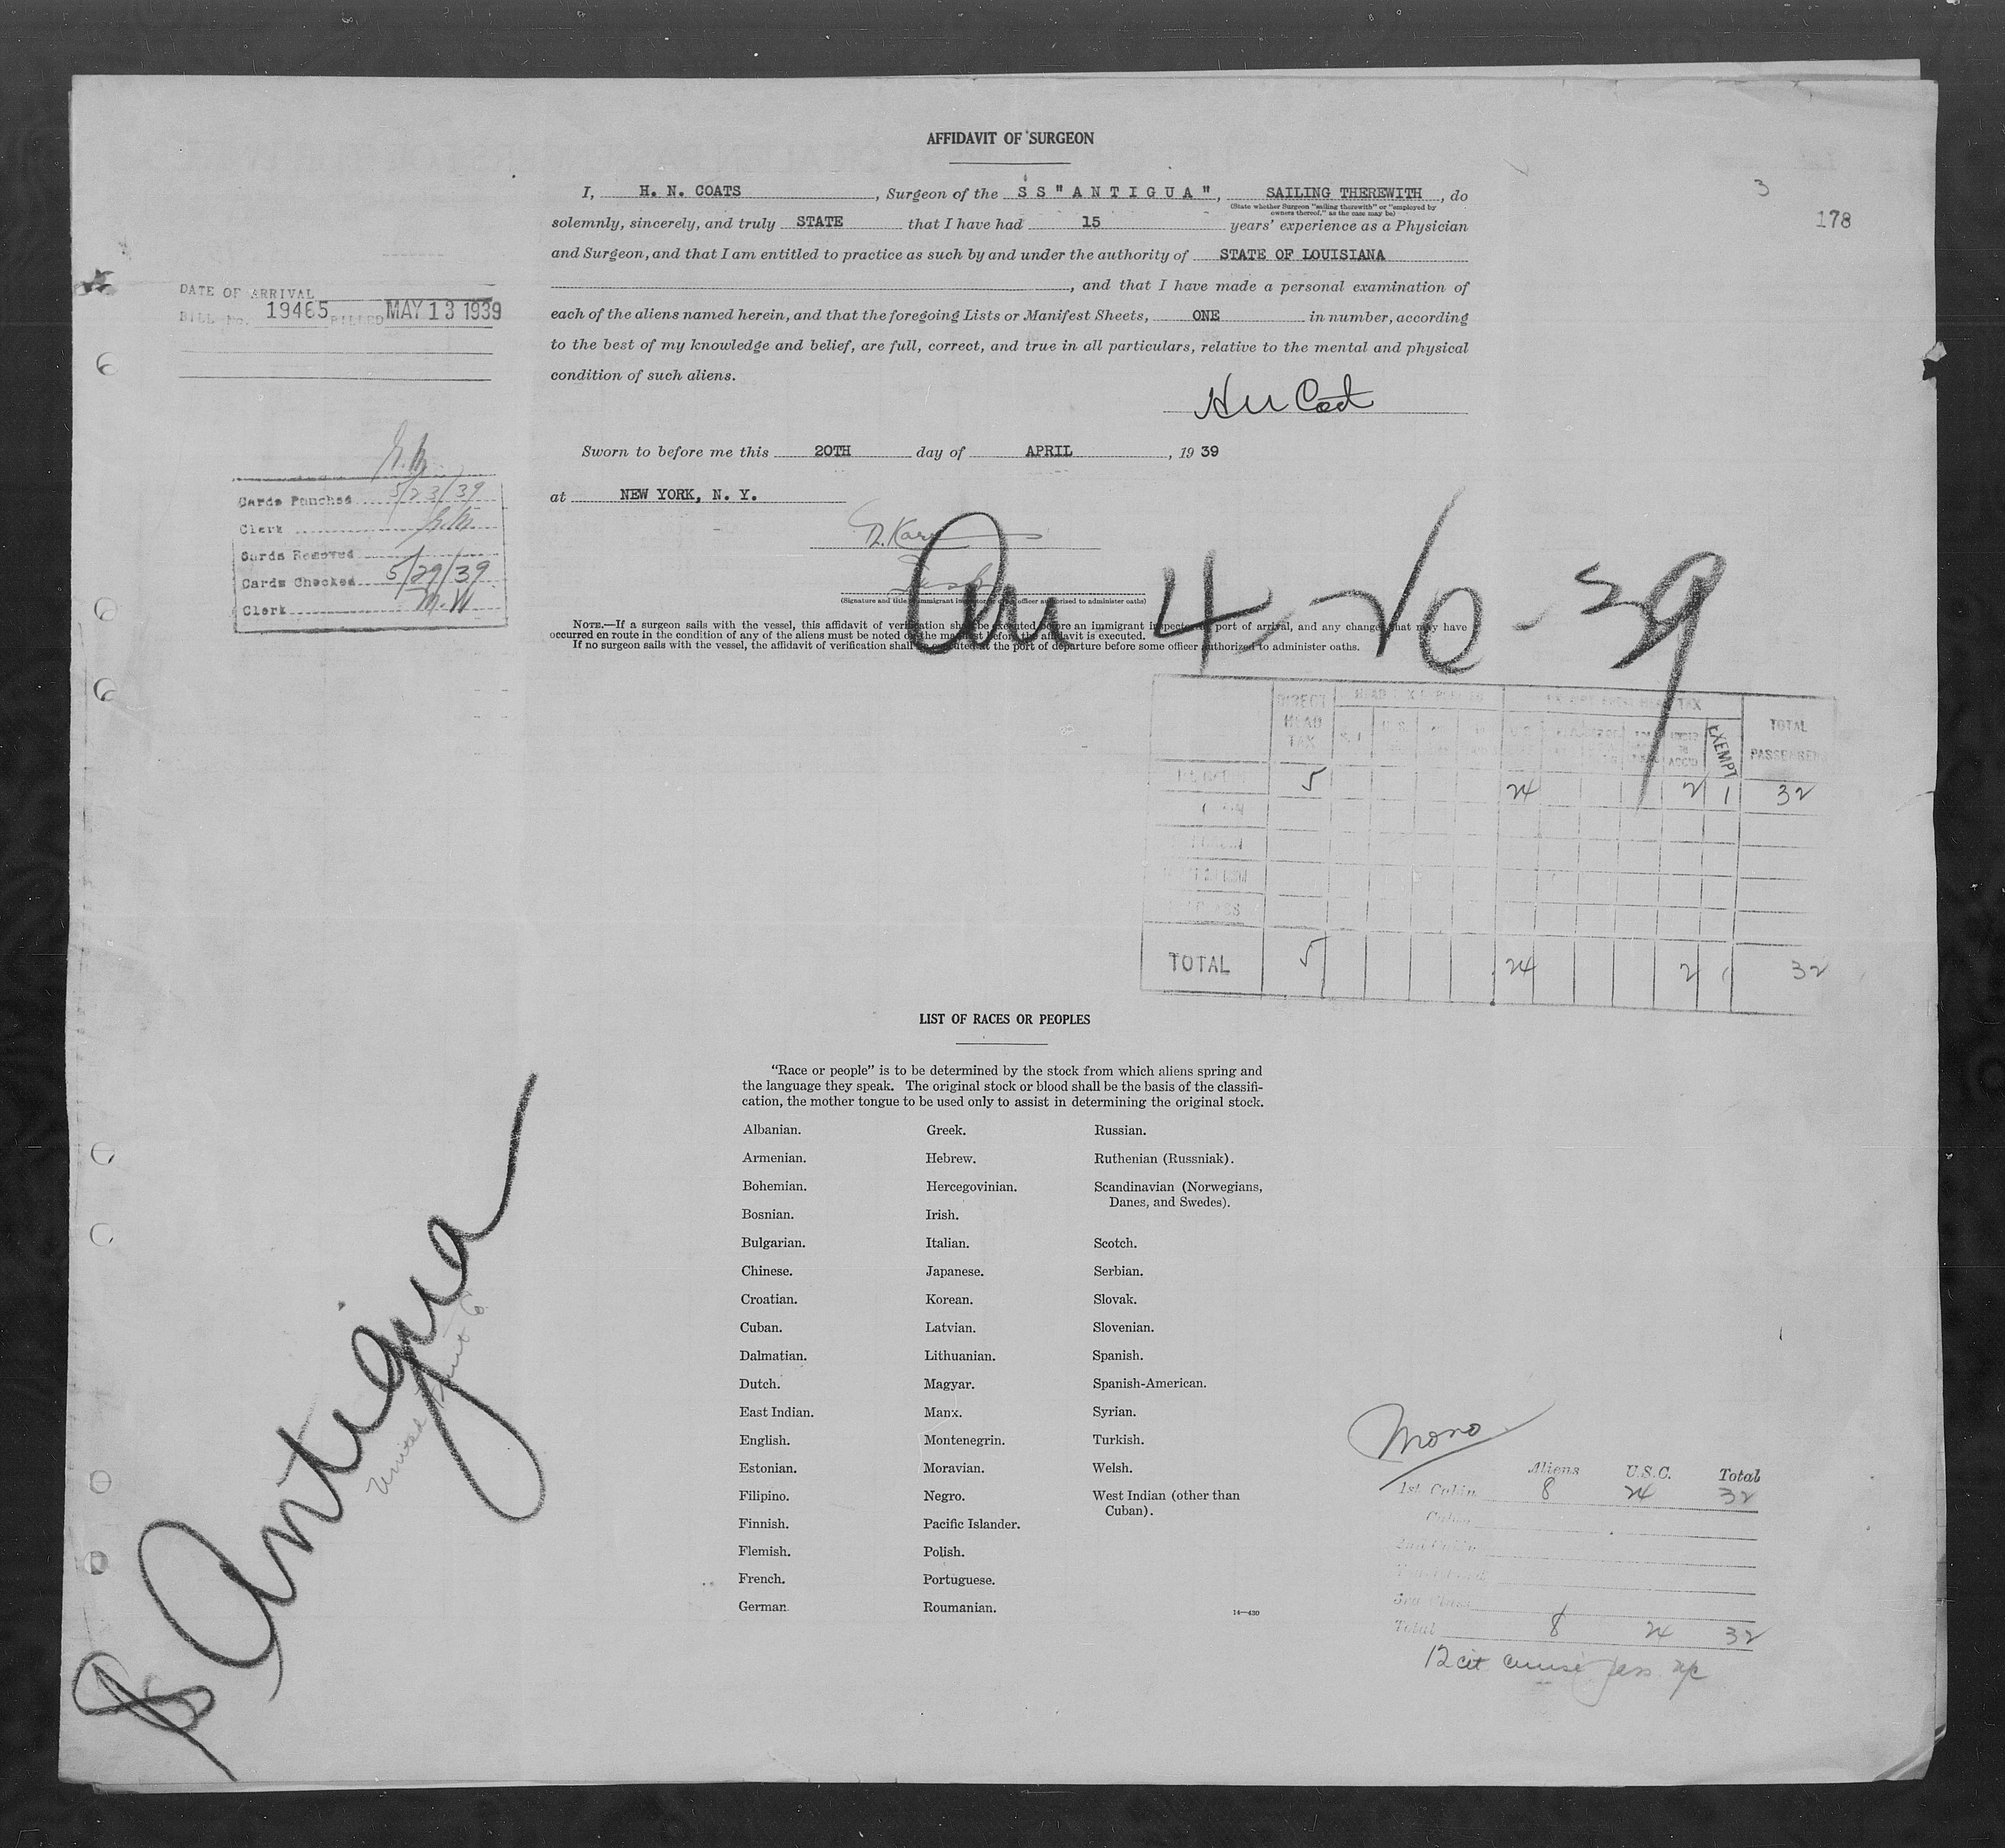 AFFIDAVIT OF SURGEON
I, H. N. COATS, Surgeon of the S S "A N T I G U A", SAILING THEREWITH, do
(State whether Surgeon "sailing therewith" or "employed by
owners thereof," as the case may be)
solemnly, sincerely, and truly STATE that I have had 15 years' experience as a Physician
and Surgeon, and that I am entitled to practice as such by and under the authority of STATE OF LOUISIANA
, and that I have made a personal examination of
each of the aliens named herein, and that the foregoing Lists or Manifest Sheets, ONE in number, according
to the best of my knowledge and belief, are full, correct, and true in all particulars, relative to the mental and physical
condition of such aliens.
3
178
DATE OF ARRIVAL
BILL No. 19465 BILLED MAY 13 1939
Sworn to before me this 20TH day of APRIL, 19 39
at NEW YORK, N. Y.
Cards Punched 5/23/39
Clerk
Cards Removed
Cards Checked 5/29/39
Clerk M.W
(Signature and title of immigrant inspector or other officer authorized to administer oaths)
4-20-39
NOTE.—If a surgeon sails with the vessel, this affidavit of verification shall be executed before an immigrant inspector at port of arrival, and any changes that may have
occurred en route in the condition of any of the aliens must be noted on the manifest before the affidavit is executed.
If no surgeon sails with the vessel, the affidavit of verification shall be executed at the port of departure before some officer authorized to administer oaths.
DIRECT HEAD TAX
EXEMPT
TOTAL PASSENGERS
5 24 2 1 32
TOTAL 5 24 2 1 32
LIST OF RACES OR PEOPLES
"Race or people" is to be determined by the stock from which aliens spring and
the language they speak. The original stock or blood shall be the basis of the classifi-
cation, the mother tongue to be used only to assist in determining the original stock.
Albanian.
Armenian.
Bohemian.
Bosnian.
Bulgarian.
Chinese.
Croatian.
Cuban.
Dalmatian.
Dutch.
East Indian.
English.
Estonian.
Filipino.
Finnish.
Flemish.
French.
German.
Greek.
Hebrew.
Hercegovinian.
Irish.
Italian.
Japanese.
Korean.
Latvian.
Lithuanian.
Magyar.
Manx.
Montenegrin.
Moravian.
Negro.
Pacific Islander.
Polish.
Portuguese.
Roumanian.
Russian.
Ruthenian (Russniak).
Scandinavian (Norwegians,
Danes, and Swedes).
Scotch.
Serbian.
Slovak.
Slovenian.
Spanish.
Spanish-American.
Syrian.
Turkish.
Welsh.
West Indian (other than
Cuban).
14—430
SS Antigua
United Fruit Co.
Moro
Aliens U.S.C. Total
1st Cabin 8 24 32
Cabin
2nd Cabin
3rd Class
Total 8 24 32
12 cit cruise